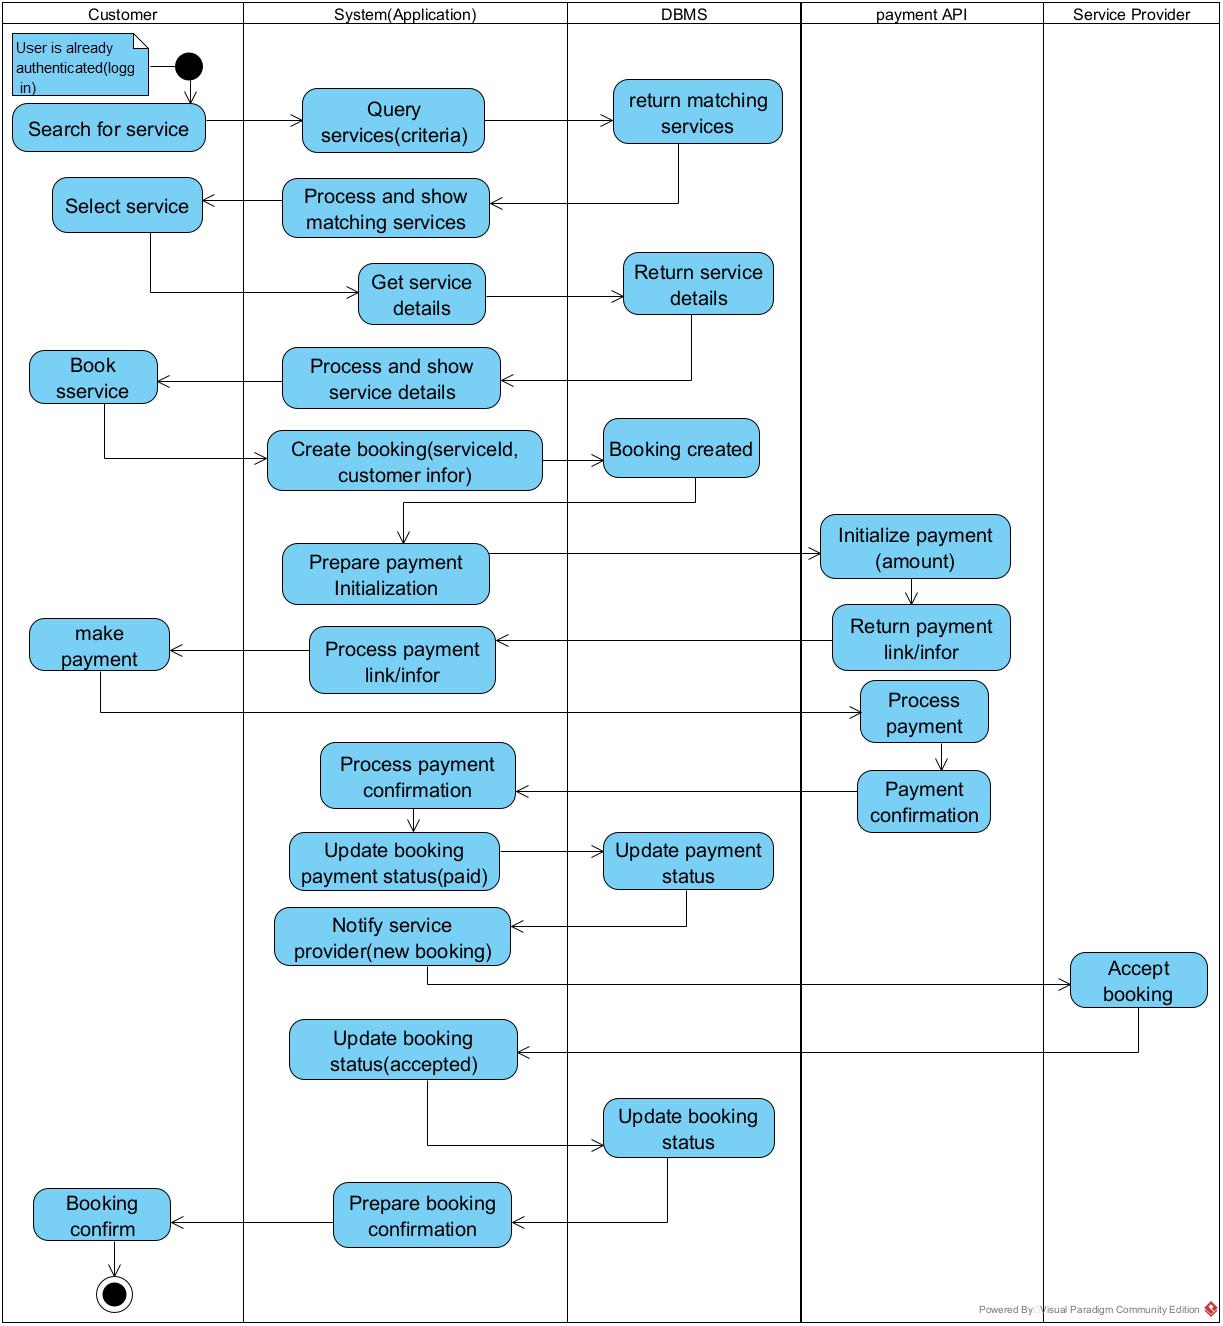 Customer
System(Application)
DBMS
payment API
Service Provider
User is already
authenticated(logg
in)
Search for service
Query
services(criteria)
return matching
services
Select service
Process and show
matching services
Get service
details
Return service
details
Book
sservice
Process and show
service details
Create booking(serviceId,
customer infor)
Booking created
Prepare payment
Initialization
Initialize payment
(amount)
make
payment
Process payment
link/infor
Return payment
link/infor
Process
payment
Process payment
confirmation
Payment
confirmation
Update booking
payment status(paid)
Update payment
status
Notify service
provider(new booking)
Accept
booking
Update booking
status(accepted)
Update booking
status
Booking
confirm
Prepare booking
confirmation
Powered By Visual Paradigm Community Edition